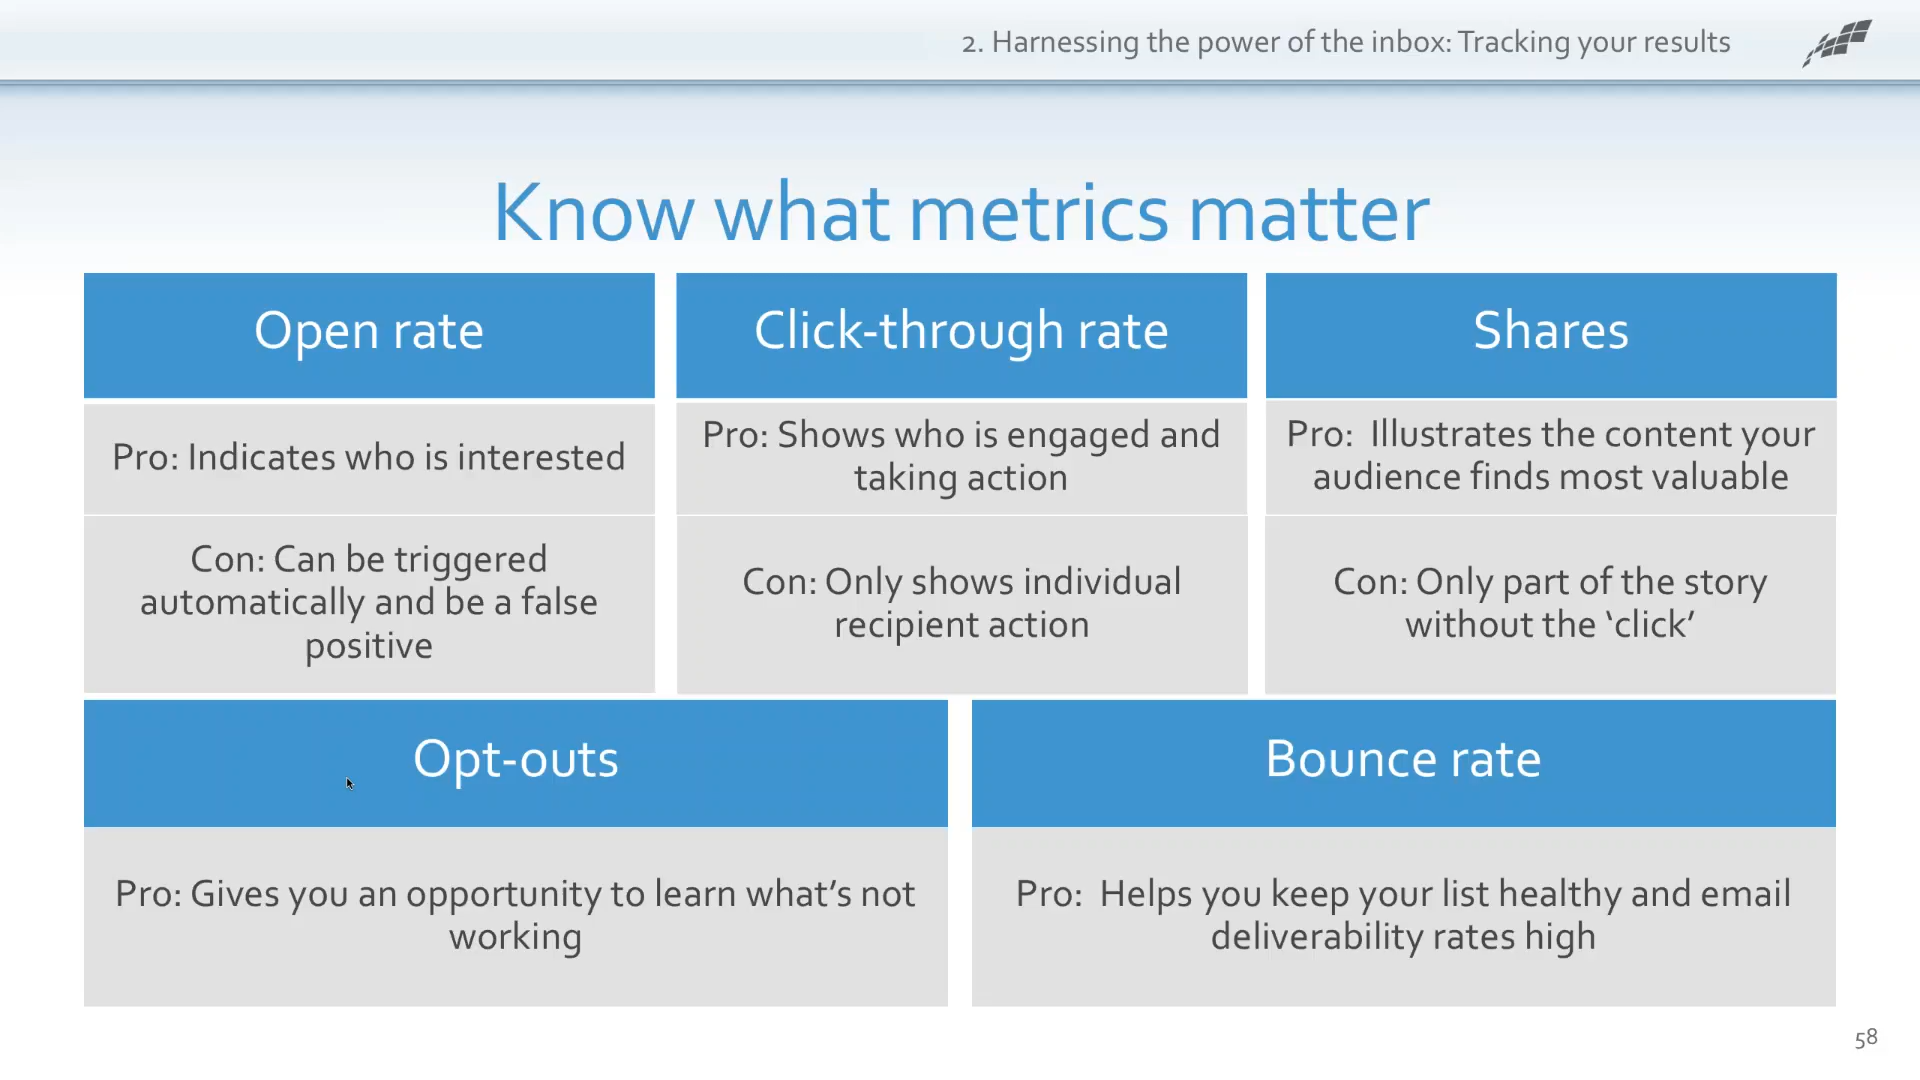 2. Harnessing the power of the inbox: Tracking your results
Know what metrics matter
Open rate
Pro: Indicates who is interested
Con: Can be triggered
automatically and be a false
positive
Click-through rate
Pro: Shows who is engaged and
taking action
Con: Only shows individual
recipient action
Shares
Pro:  Illustrates the content your
audience finds most valuable
Con: Only part of the story
without the ‘click’
Opt-outs
Pro: Gives you an opportunity to learn what’s not
working
Bounce rate
Pro:  Helps you keep your list healthy and email
deliverability rates high
58